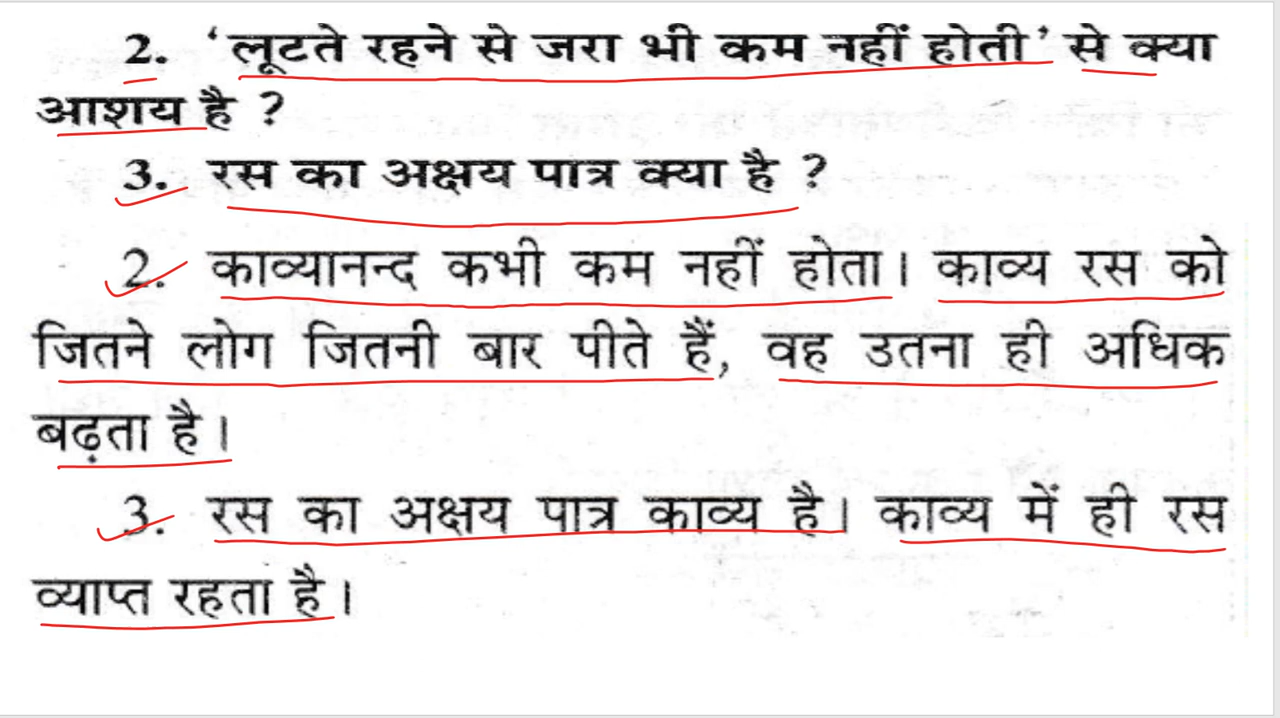 2. ‘लूटते रहने से जरा भी कम नहीं होती’ से क्या
आशय है ?
3. रस का अक्षय पात्र क्या है ?
2. काव्यानन्द कभी कम नहीं होता। काव्य रस को
जितने लोग जितनी बार पीते हैं, वह उतना ही अधिक
बढ़ता है।
3. रस का अक्षय पात्र काव्य है। काव्य में ही रस
व्याप्त रहता है।